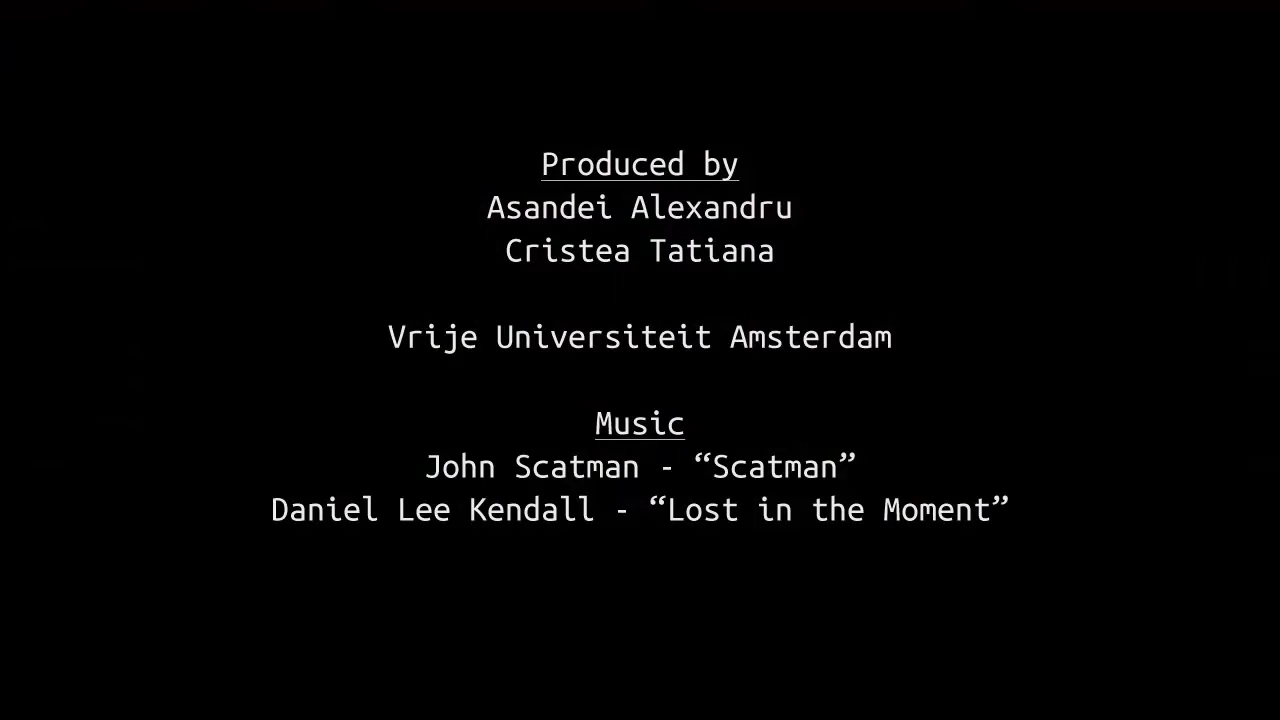 Produced by
Asandei Alexandru
Cristea Tatiana
Vrije Universiteit Amsterdam
Music
John Scatman - “Scatman”
Daniel Lee Kendall - “Lost in the Moment”